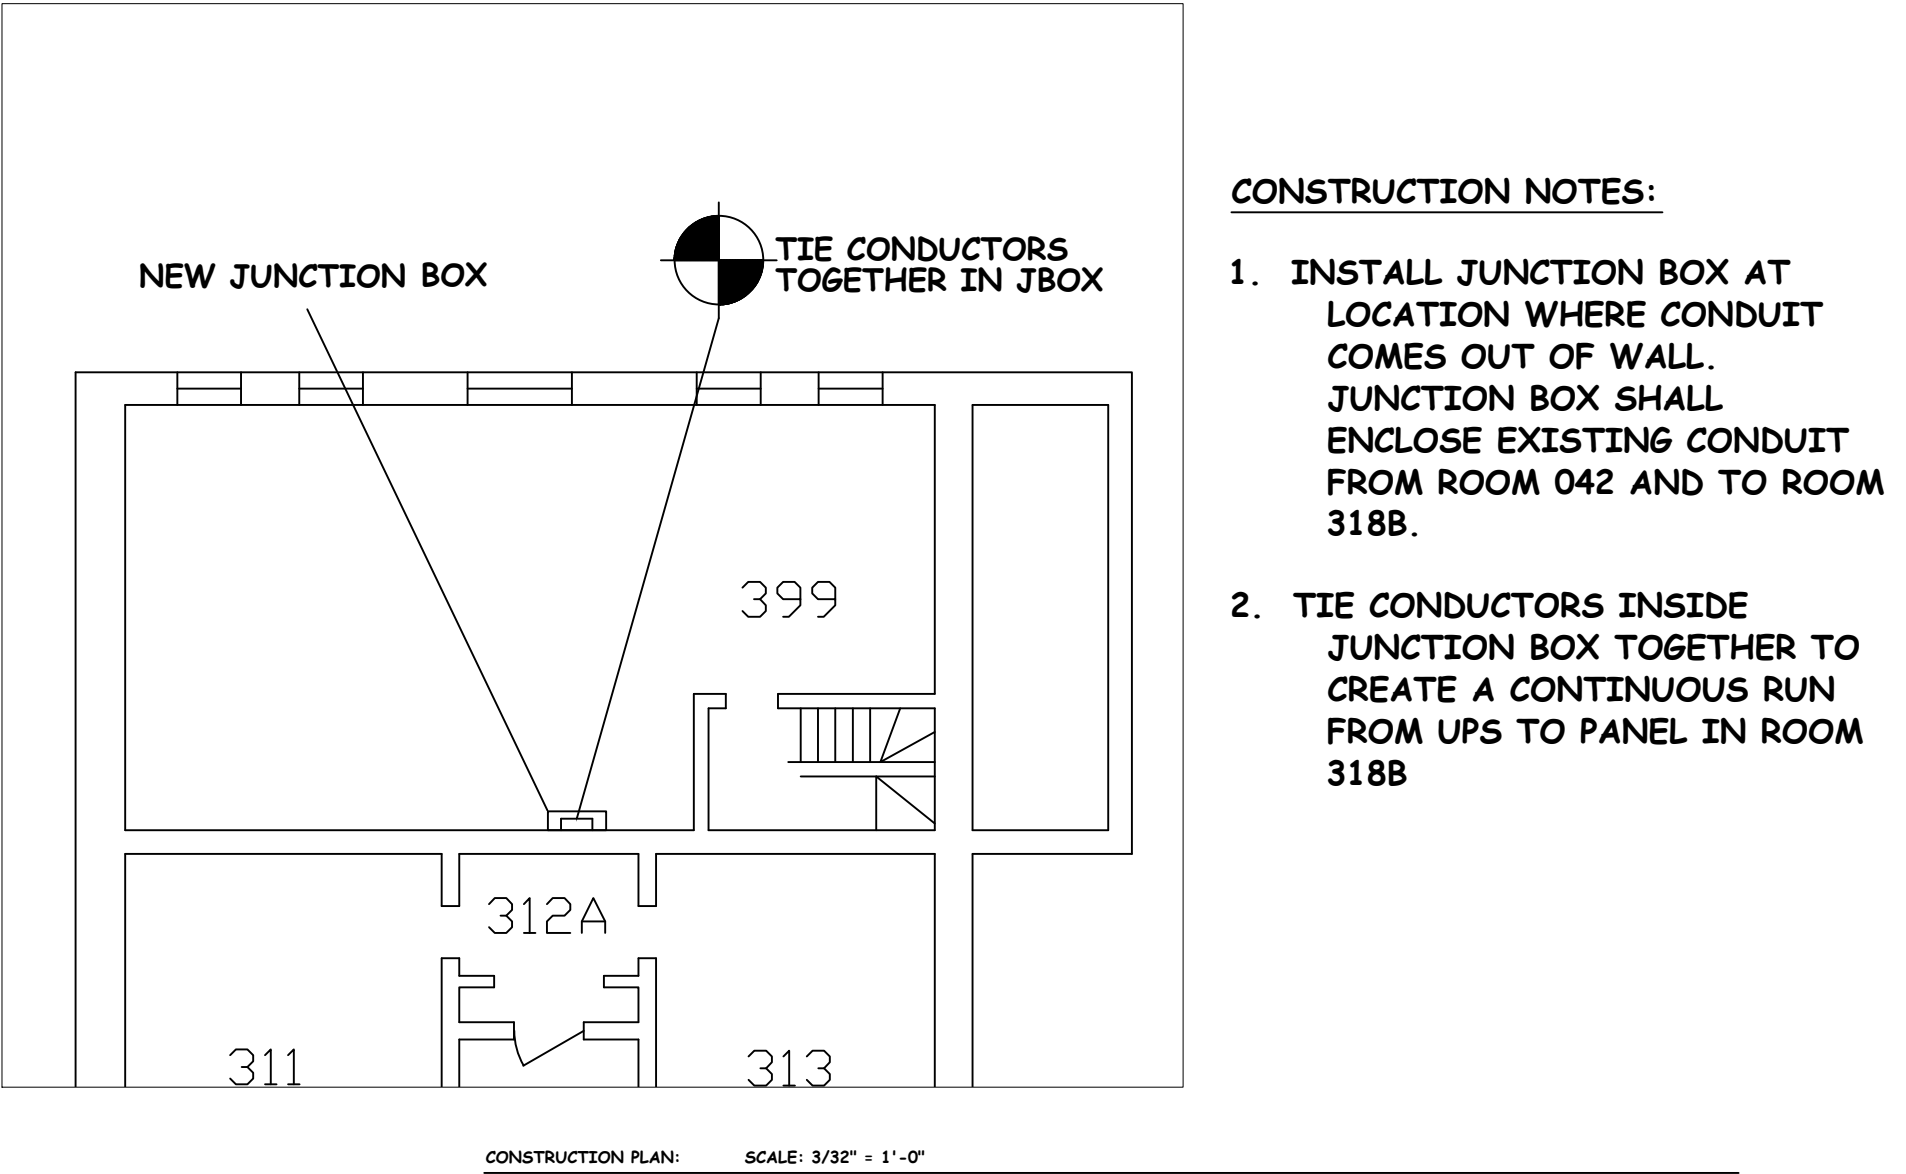 NEW JUNCTION BOX
TIE CONDUCTORS
TOGETHER IN JBOX
399
312A
311
313
CONSTRUCTION NOTES:
1. INSTALL JUNCTION BOX AT
LOCATION WHERE CONDUIT
COMES OUT OF WALL.
JUNCTION BOX SHALL
ENCLOSE EXISTING CONDUIT
FROM ROOM 042 AND TO ROOM
318B.
2. TIE CONDUCTORS INSIDE
JUNCTION BOX TOGETHER TO
CREATE A CONTINUOUS RUN
FROM UPS TO PANEL IN ROOM
318B
CONSTRUCTION PLAN: SCALE: 3/32" = 1'-0"